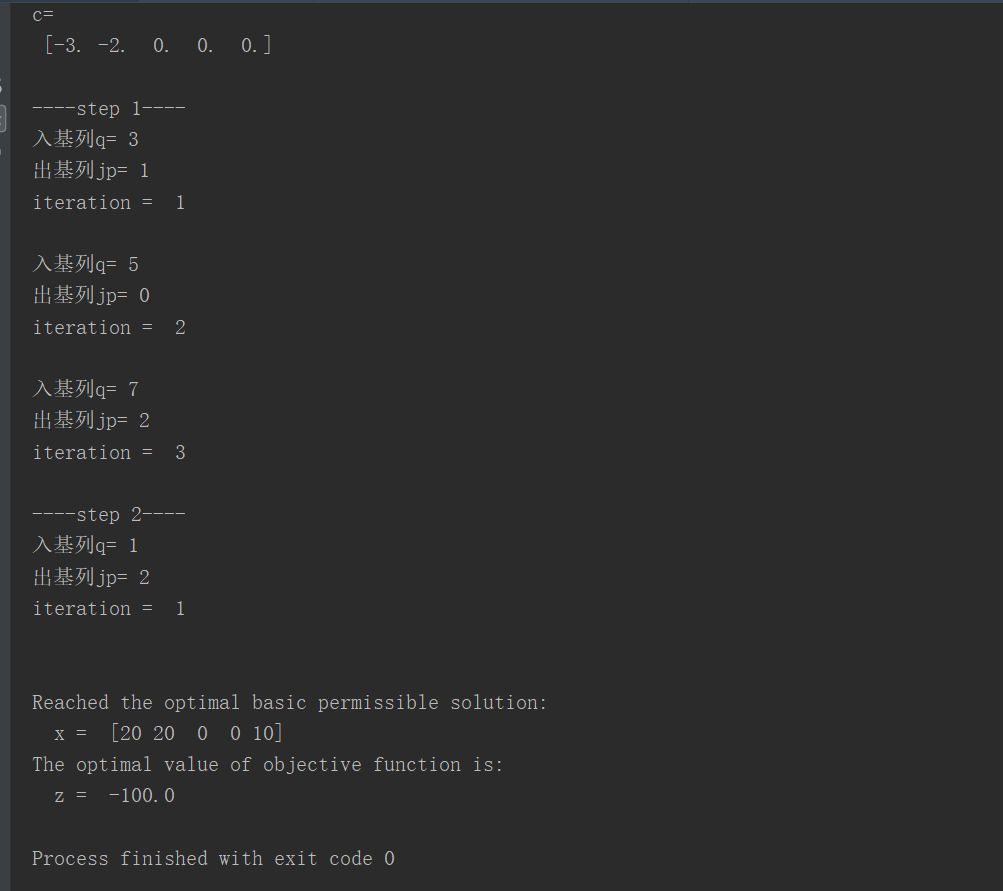 c=
[-3. -2. 0. 0. 0.]
----step 1----
入基列q= 3
出基列jp= 1
iteration = 1
入基列q= 5
出基列jp= 0
iteration = 2
入基列q= 7
出基列jp= 2
iteration = 3
----step 2----
入基列q= 1
出基列jp= 2
iteration = 1
Reached the optimal basic permissible solution:
x = [20 20 0 0 10]
The optimal value of objective function is:
z = -100.0
Process finished with exit code 0